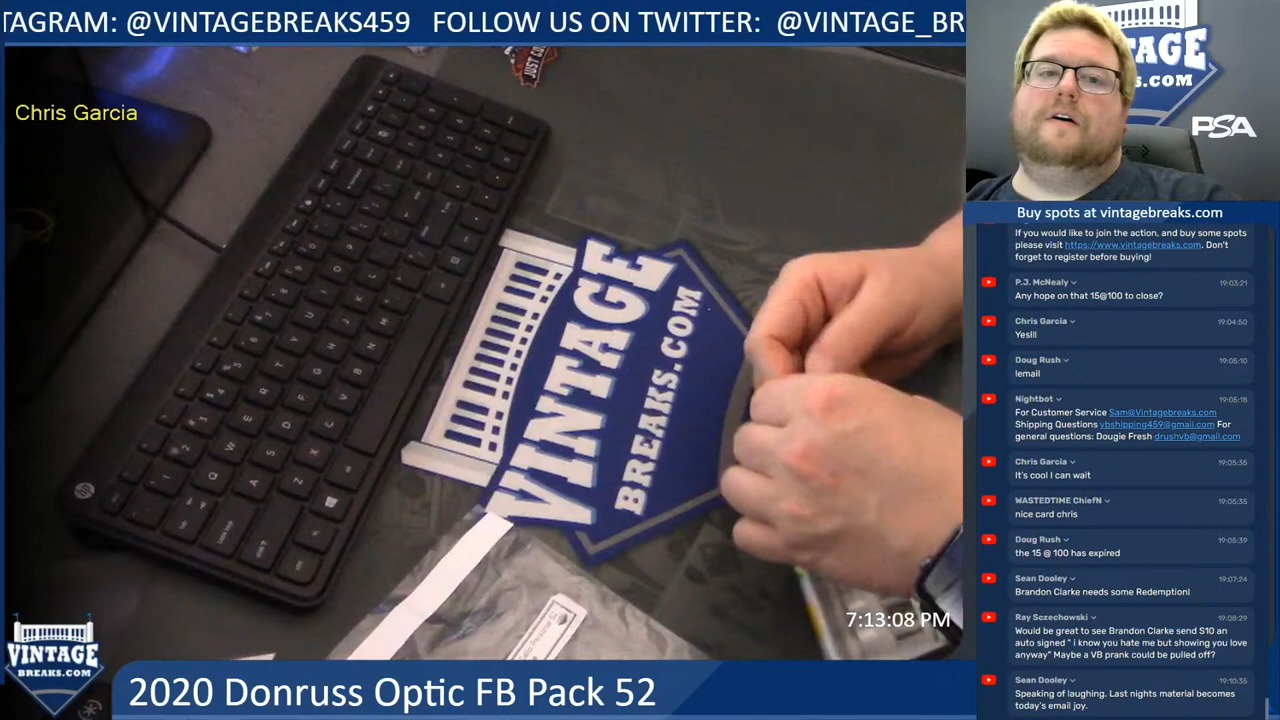 TAGRAM: @VINTAGEBREAKS459 FOLLOW US ON TWITTER: @VINTAGE_BR
Chris Garcia
JUST
VINTAGE
BREAKS.COM
7:13:08 PM
VINTAGE
BREAKS.COM
2020 Donruss Optic FB Pack 52
TAGE
KS.COM
PSA
Buy spots at vintagebreaks.com
If you would like to join the action, and buy some spots
please visit https://www.vintagebreaks.com. Don't
forget to register before buying!
P.J. McNealy 19:03:21
Any hope on that 15@100 to close?
Chris Garcia 19:04:50
Yeslll
Doug Rush 19:05:10
!email
Nightbot 19:05:18
For Customer Service Sam@Vintagebreaks.com
Shipping Questions vbshipping459@gmail.com For
general questions: Dougie Fresh drushvb@gmail.com
Chris Garcia 19:05:35
It's cool I can wait
WASTEDTIME ChiefN 19:05:35
nice card chris
Doug Rush 19:05:39
the 15 @ 100 has expired
Sean Dooley 19:07:24
Brandon Clarke needs some Redemption!
Ray Sczechowski 19:08:29
Would be great to see Brandon Clarke send S10 an
auto signed " i know you hate me but showing you love
anyway" Maybe a VB prank could be pulled off?
Sean Dooley 19:10:35
Speaking of laughing. Last nights material becomes
today's email joy.